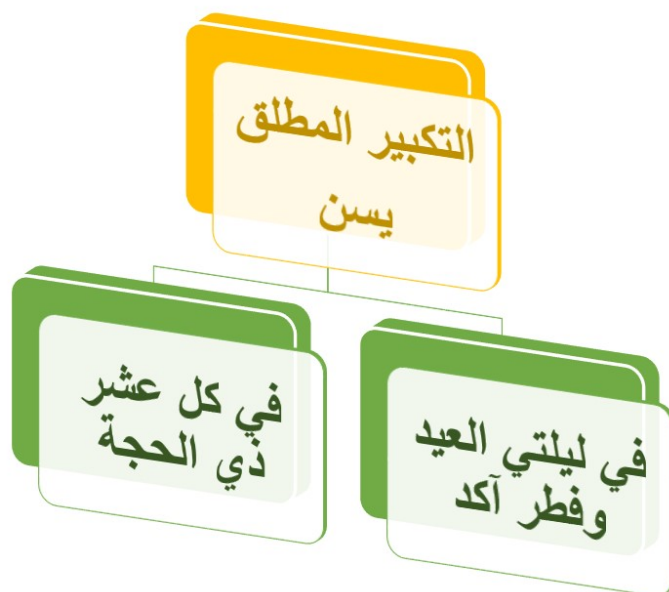 التكبير المطلق
يسن
في ليلتي العيد
وفطر آكد
في كل عشر
ذي الحجة